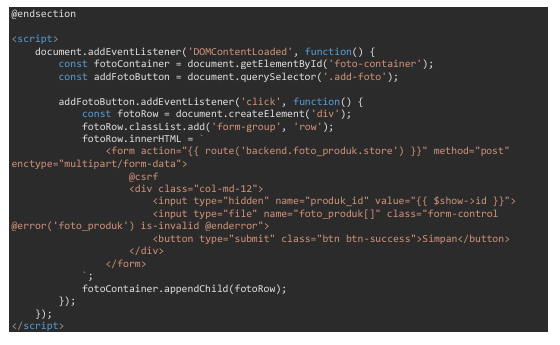 @endsection
<script>
    document.addEventListener('DOMContentLoaded', function() {
        const fotoContainer = document.getElementById('foto-container');
        const addFotoButton = document.querySelector('.add-foto');

        addFotoButton.addEventListener('click', function() {
            const fotoRow = document.createElement('div');
            fotoRow.classList.add('form-group', 'row');
            fotoRow.innerHTML = `
                <form action="{{ route('backend.foto_produk.store') }}" method="post"
enctype="multipart/form-data">
                    @csrf
                    <div class="col-md-12">
                        <input type="hidden" name="produk_id" value="{{ $show->id }}">
                        <input type="file" name="foto_produk[]" class="form-control
@error('foto_produk') is-invalid @enderror">
                        <button type="submit" class="btn btn-success">Simpan</button>
                    </div>
                </form>
            `;
            fotoContainer.appendChild(fotoRow);
        });
    });
</script>